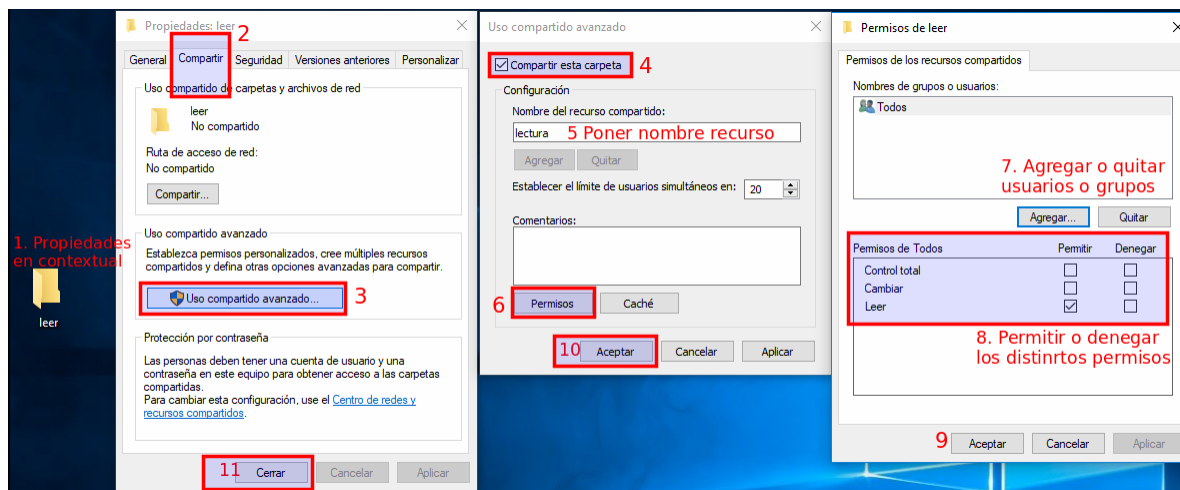 1. Propiedades
en contextual
leer
Propiedades: leer
2
General
Compartir
Seguridad
Versiones anteriores
Personalizar
Uso compartido de carpetas y archivos de red
leer
No compartido
Ruta de acceso de red:
No compartido
Compartir...
Uso compartido avanzado
Establezca permisos personalizados, cree múltiples recursos
compartidos y defina otras opciones avanzadas para compartir.
Uso compartido avanzado...
3
Protección por contraseña
Las personas deben tener una cuenta de usuario y una
contraseña en este equipo para obtener acceso a las carpetas
compartidas.
Para cambiar esta configuración, use el Centro de redes y
recursos compartidos.
11
Cerrar
Cancelar
Aplicar
Uso compartido avanzado
Compartir esta carpeta
4
Configuración
Nombre del recurso compartido:
lectura
5 Poner nombre recurso
Agregar
Quitar
Establecer el límite de usuarios simultáneos en:
20
Comentarios:
6
Permisos
Caché
10
Aceptar
Cancelar
Aplicar
Permisos de leer
Permisos de los recursos compartidos
Nombres de grupos o usuarios:
Todos
7. Agregar o quitar
usuarios o grupos
Agregar...
Quitar
Permisos de Todos
Permitir
Denegar
Control total
Cambiar
Leer
8. Permitir o denegar
los distinrtos permisos
9
Aceptar
Cancelar
Aplicar